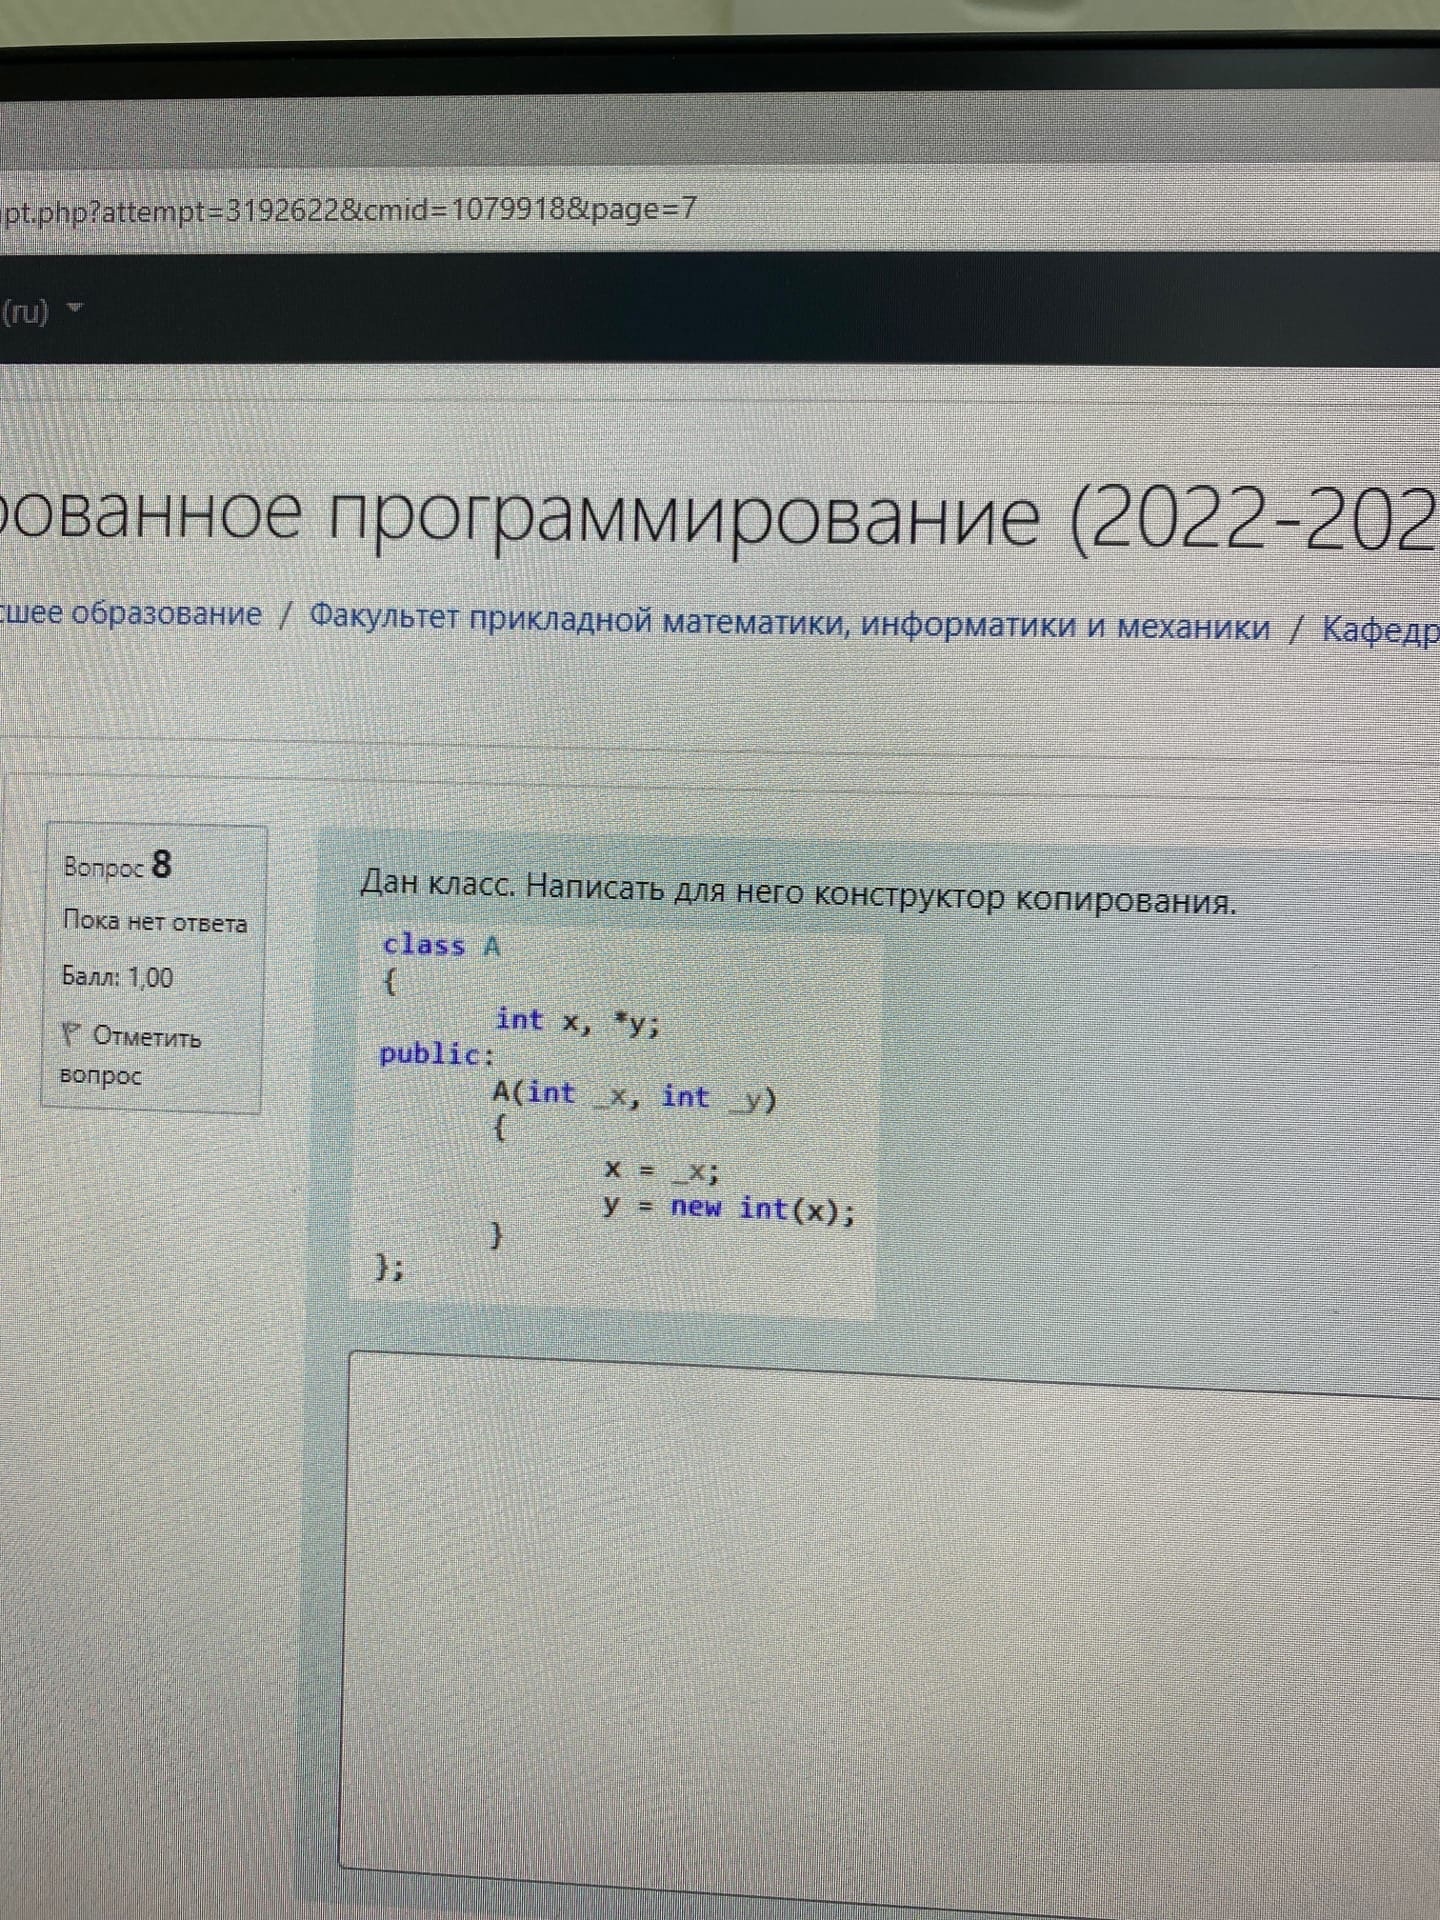 pt.php?attempt=3192622&cmid=1079918&page=7
(ru)
рованное программирование (2022-202
сшее образование / Факультет прикладной математики, информатики и механики / Кафедр
Вопрос 8
Пока нет ответа
Балл: 1,00
Отметить
вопрос
Дан класс. Написать для него конструктор копирования.
class A
{
int x, *y;
public:
A(int _x, int _y)
{
x = _x;
y = new int(x);
}
};